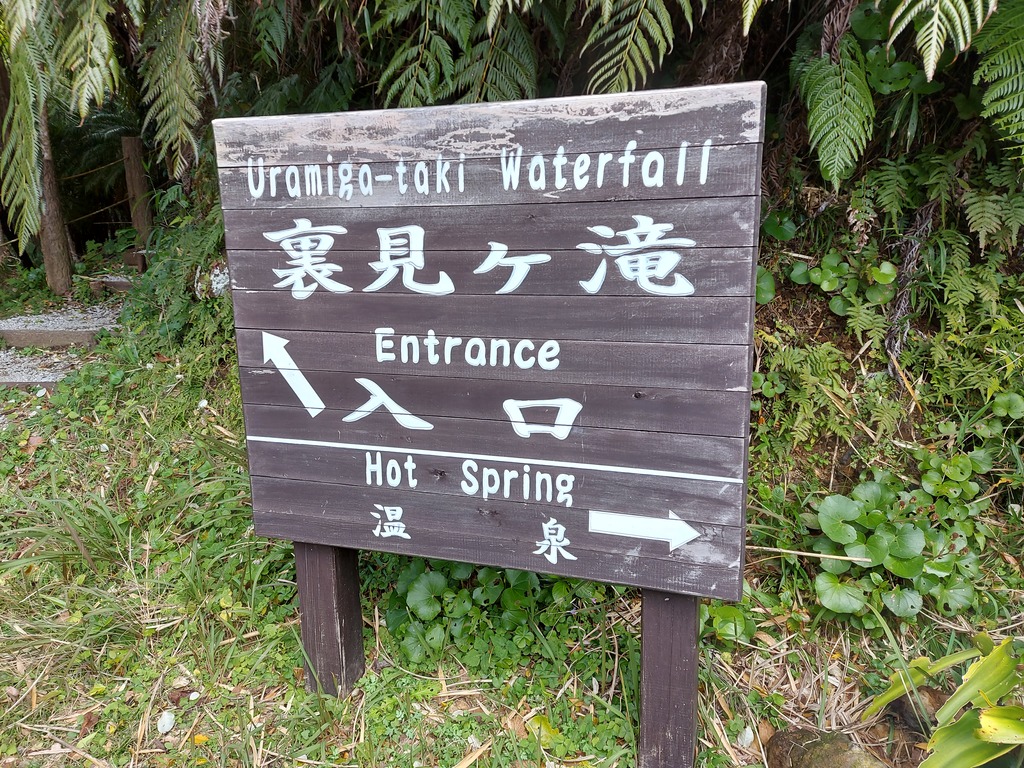 Uramiga-taki Waterfall
裏見ヶ滝
Entrance
入口
Hot Spring
温泉